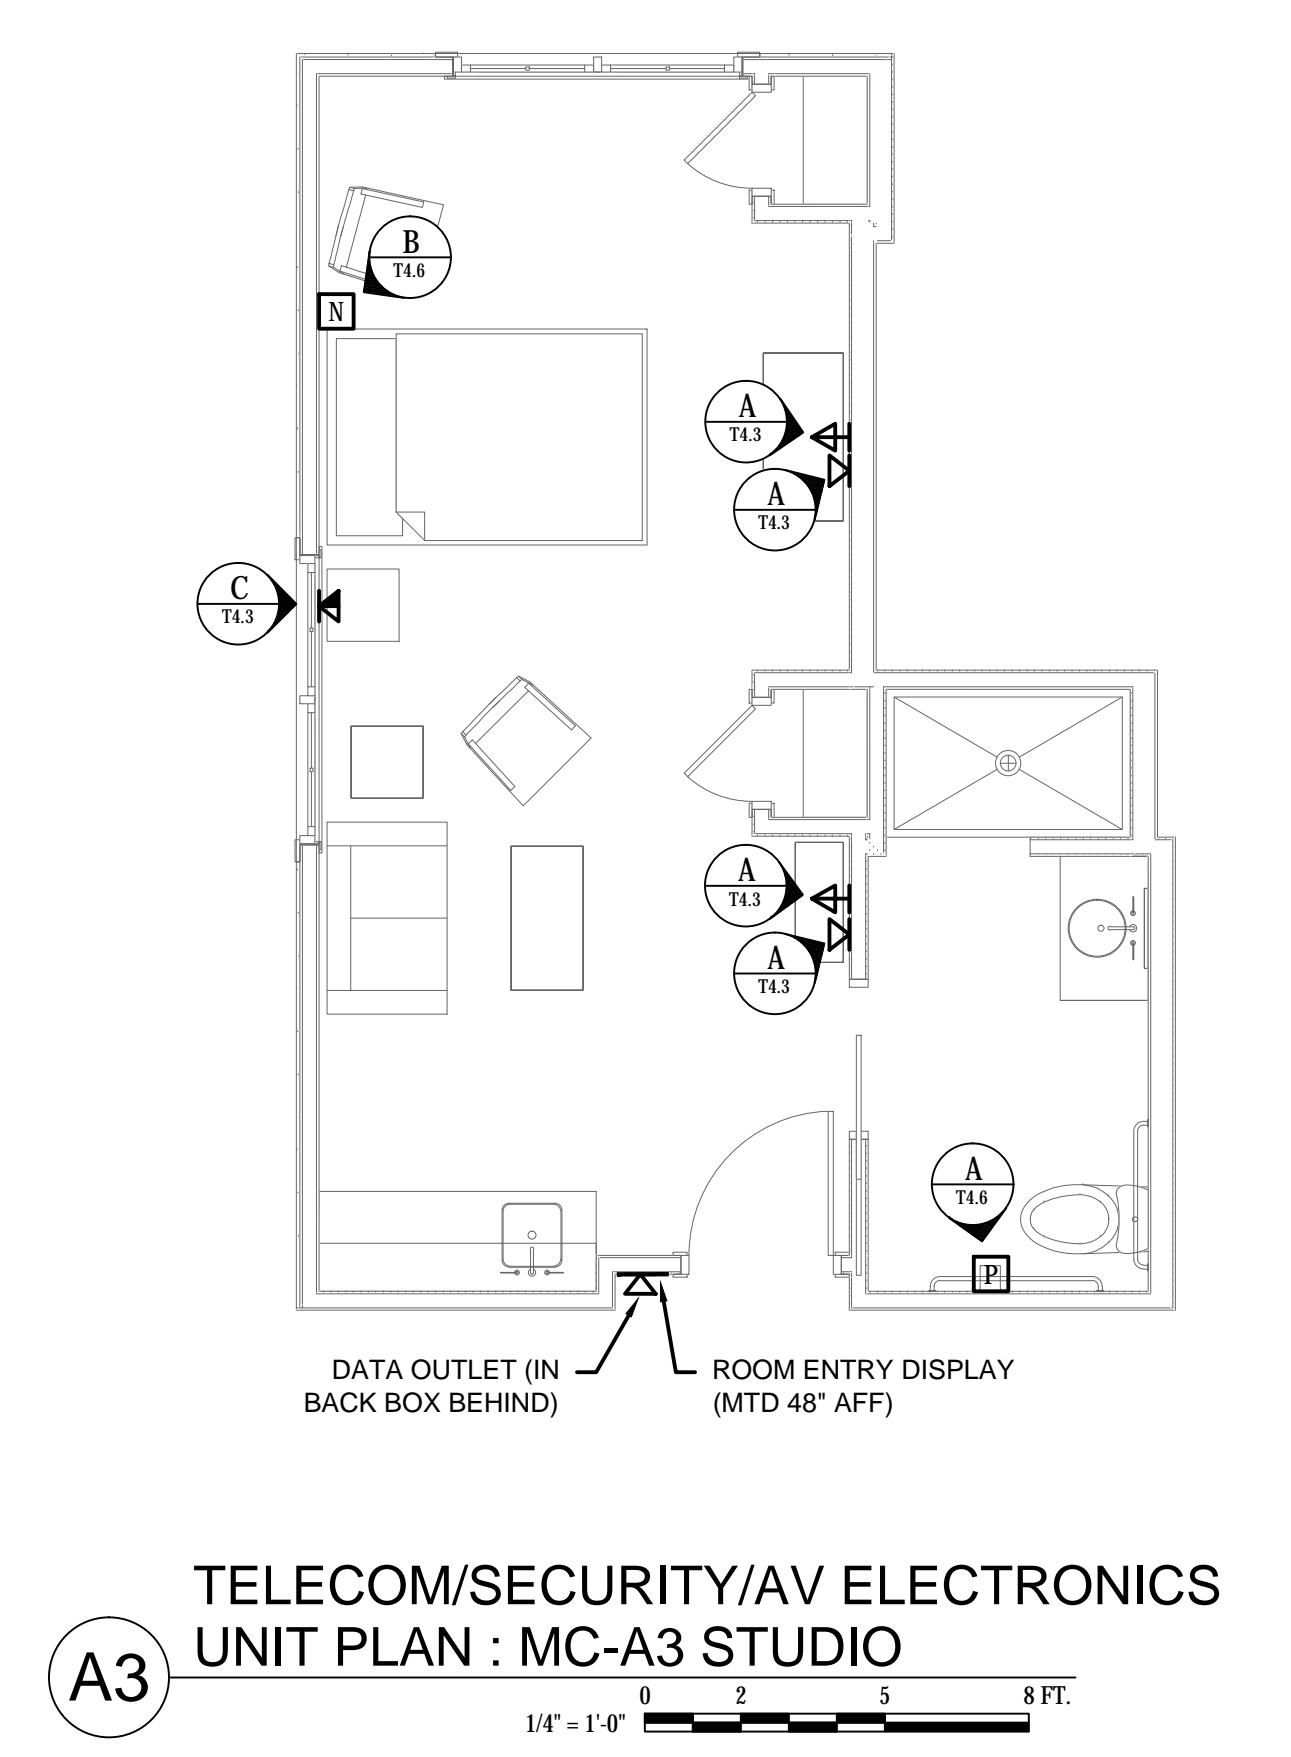 B
T4.6
N
A
T4.3
A
T4.3
C
T4.3
A
T4.3
A
T4.3
A
T4.6
P
DATA OUTLET (IN
BACK BOX BEHIND)
ROOM ENTRY DISPLAY
(MTD 48" AFF)
TELECOM/SECURITY/AV ELECTRONICS
UNIT PLAN : MC-A3 STUDIO
A3
0 2 5 8 FT.
1/4" = 1'-0"